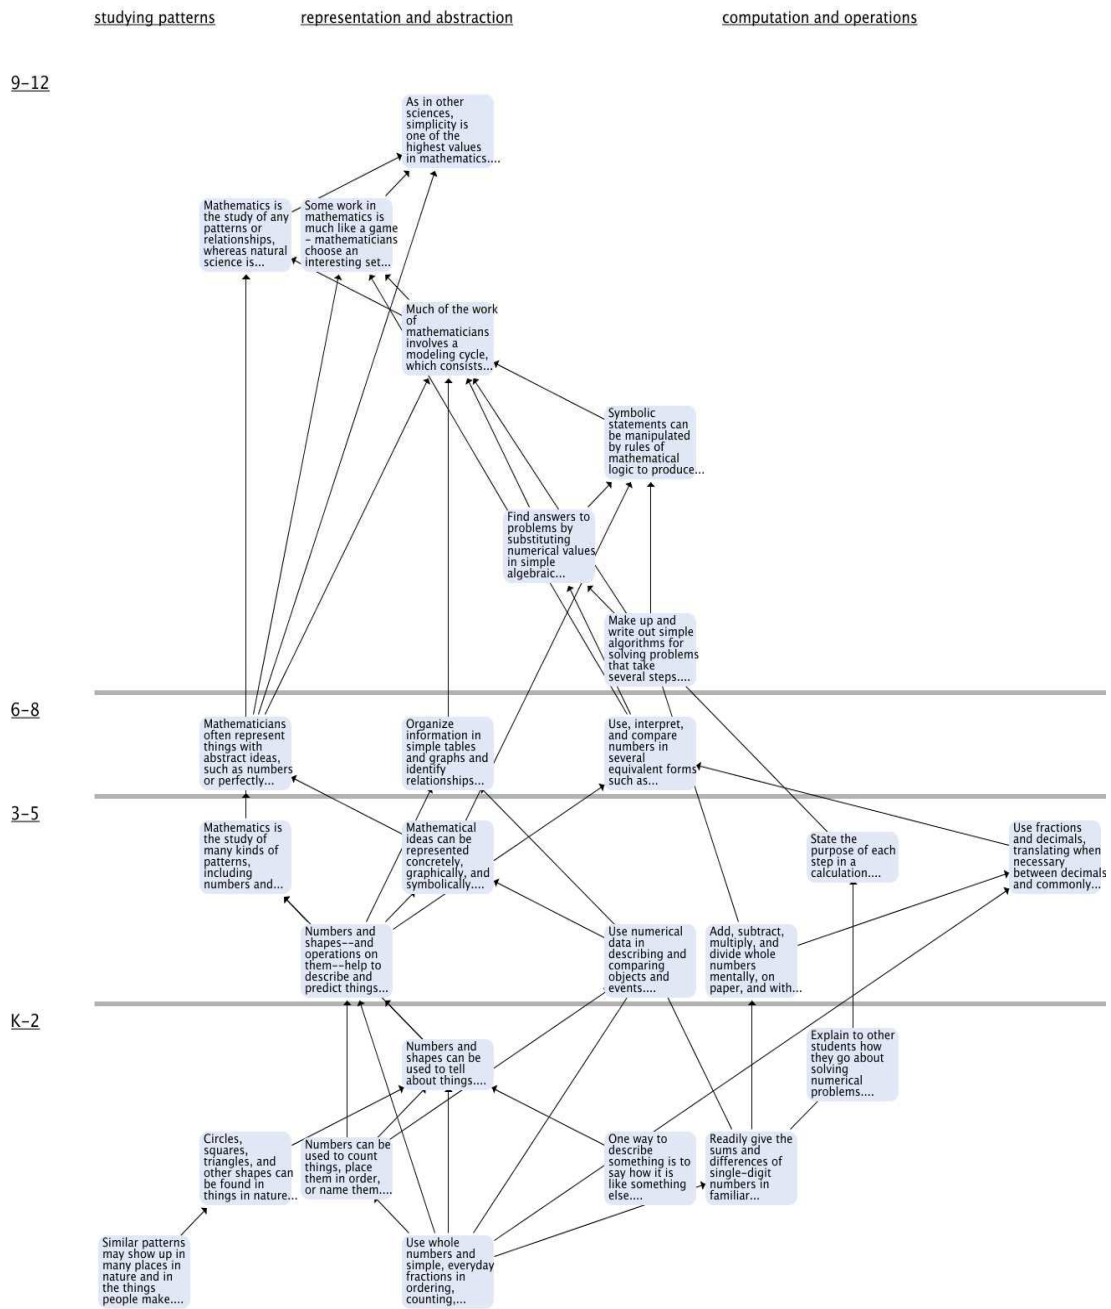 studying patterns
representation and abstraction
computation and operations
9-12
As in other
sciences,
simplicity is
one of the
highest values
in mathematics....
Mathematics is
the study of any
patterns or
relationships,
whereas natural
science is...
Some work in
mathematics is
much like a game
- mathematicians
choose an
interesting set...
Much of the work
of
mathematicians
involves a
modeling cycle,
which consists...
Symbolic
statements can
be manipulated
by rules of
mathematical
logic to produce...
Find answers to
problems by
substituting
numerical values
in simple
algebraic...
Make up and
write out simple
algorithms for
solving problems
that take
several steps....
6-8
Mathematicians
often represent
things with
abstract ideas,
such as numbers
or perfectly...
Organize
information in
simple tables
and graphs and
identify
relationships...
Use, interpret,
and compare
numbers in
several
equivalent forms
such as...
3-5
Mathematics is
the study of
many kinds of
patterns,
including
numbers and...
Mathematical
ideas can be
represented
concretely,
graphically, and
symbolically....
State the
purpose of each
step in a
calculation....
Use fractions
and decimals,
translating when
necessary
between decimals
and commonly...
Numbers and
shapes--and
operations on
them--help to
describe and
predict things...
Use numerical
data in
describing and
comparing
objects and
events....
Add, subtract,
multiply, and
divide whole
numbers
mentally, on
paper, and with...
K-2
Numbers and
shapes can be
used to tell
about things....
Explain to other
students how
they go about
solving
numerical
problems....
Circles,
squares,
triangles, and
other shapes can
be found in
things in nature...
Numbers can be
used to count
things, place
them in order,
or name them....
One way to
describe
something is to
say how it is
like something
else....
Readily give the
sums and
differences of
single-digit
numbers in
familiar...
Similar patterns
may show up in
many places in
nature and in
the things
people make....
Use whole
numbers and
simple, everyday
fractions in
ordering,
counting,...